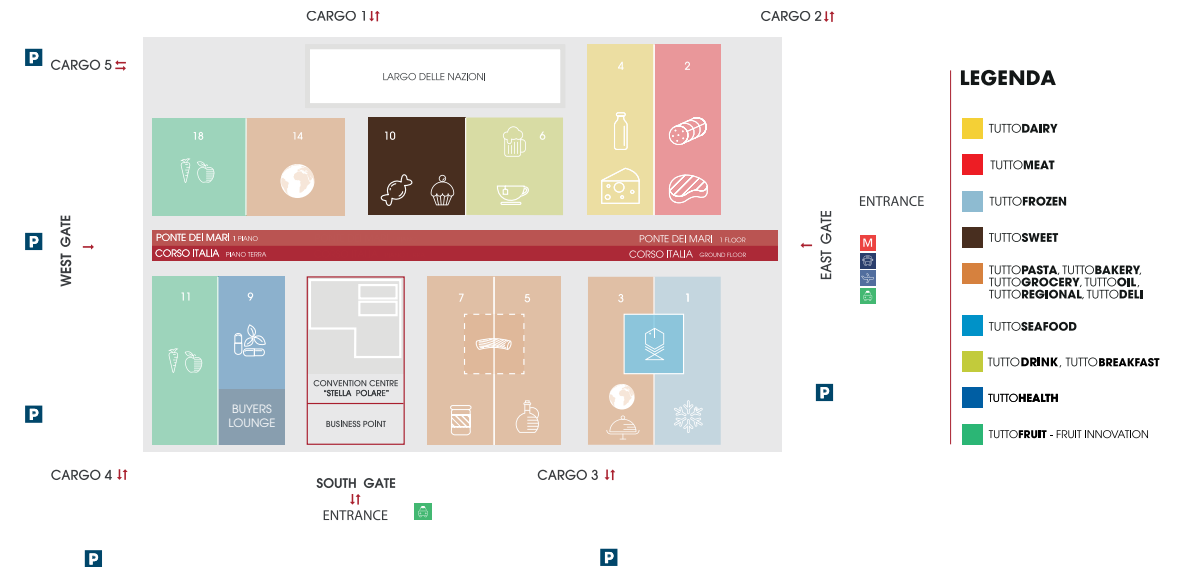 CARGO 1
CARGO 2
P
CARGO 5
LARGO DELLE NAZIONI
4
2
18
14
10
6
WEST GATE
P
PONTE DEI MARI 1 PIANO
PONTE DEI MARI 1 FLOOR
CORSO ITALIA PIANO TERRA
CORSO ITALIA GROUND FLOOR
EAST GATE
ENTRANCE
M
11
9
7
5
3
1
CONVENTION CENTRE
"STELLA POLARE"
BUYERS
LOUNGE
BUSINESS POINT
P
P
CARGO 4
SOUTH GATE
ENTRANCE
CARGO 3
P
P
LEGENDA
TUTTODAIRY
TUTTOMEAT
TUTTOFROZEN
TUTTOSWEET
TUTTOPASTA, TUTTOBAKERY,
TUTTOGROCERY, TUTTOOIL,
TUTTOREGIONAL, TUTTODELI
TUTTOSEAFOOD
TUTTODRINK, TUTTOBREAKFAST
TUTTOHEALTH
TUTTOFRUIT - FRUIT INNOVATION